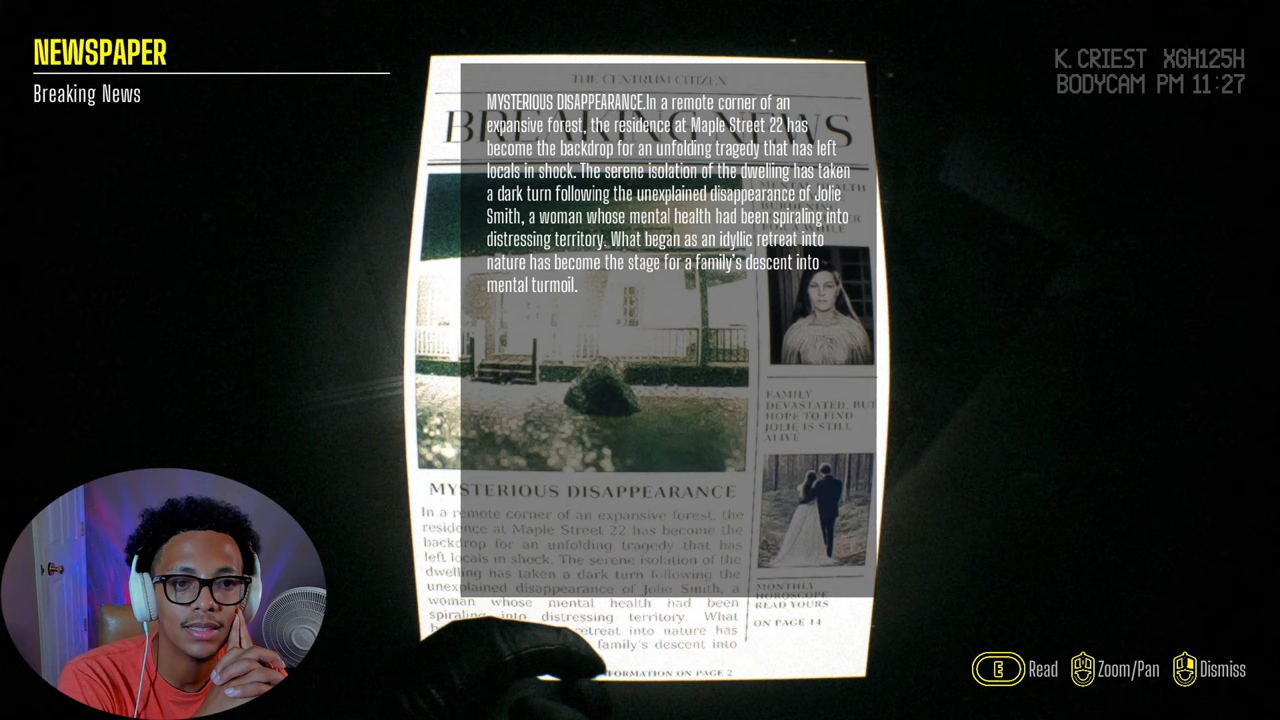 NEWSPAPER
Breaking News
K. CRIEST XGH125H
BODYCAM PM 11:27
THE CENTRUM CITIZEN
BREAKING NEWS
MYSTERIOUS DISAPPEARANCE.In a remote corner of an
expansive forest, the residence at Maple Street 22 has
become the backdrop for an unfolding tragedy that has left
locals in shock. The serene isolation of the dwelling has taken
a dark turn following the unexplained disappearance of Jolie
Smith, a woman whose mental health had been spiraling into
distressing territory. What began as an idyllic retreat into
nature has become the stage for a family's descent into
mental turmoil.
MENTAL HEALTH
FOR A WHILE
FAMILY
DEVASTATED, BUT
HOPE TO FIND
JOLIE IS STILL
ALIVE
MYSTERIOUS DISAPPEARANCE
In a remote corner of an expansive forest, the
residence at Maple Street 22 has become the
backdrop for an unfolding tragedy that has
left locals in shock. The serene isolation of the
dwelling has taken a dark turn following the
unexplained disappearance of Jolie Smith, a
woman whose mental health had been
spiraling into distressing territory. What
retreat into nature has
family's descent into
ON PAGE 2
MONTHLY
HOROSCOPE
READ YOURS
ON PAGE 14
E Read Zoom/Pan Dismiss